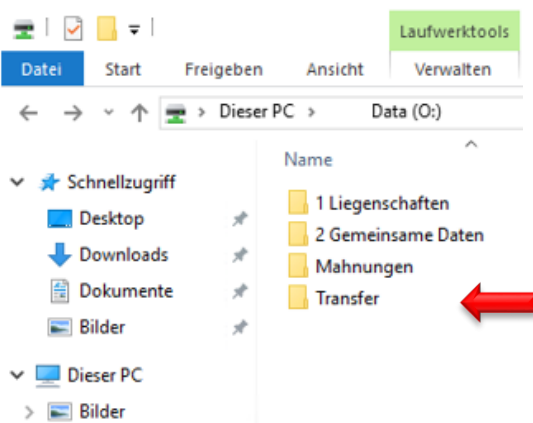 Laufwerktools
Datei Start Freigeben Ansicht Verwalten
Dieser PC Data (O:)
Name
Schnellzugriff
Desktop
Downloads
Dokumente
Bilder
Dieser PC
Bilder
1 Liegenschaften
2 Gemeinsame Daten
Mahnungen
Transfer